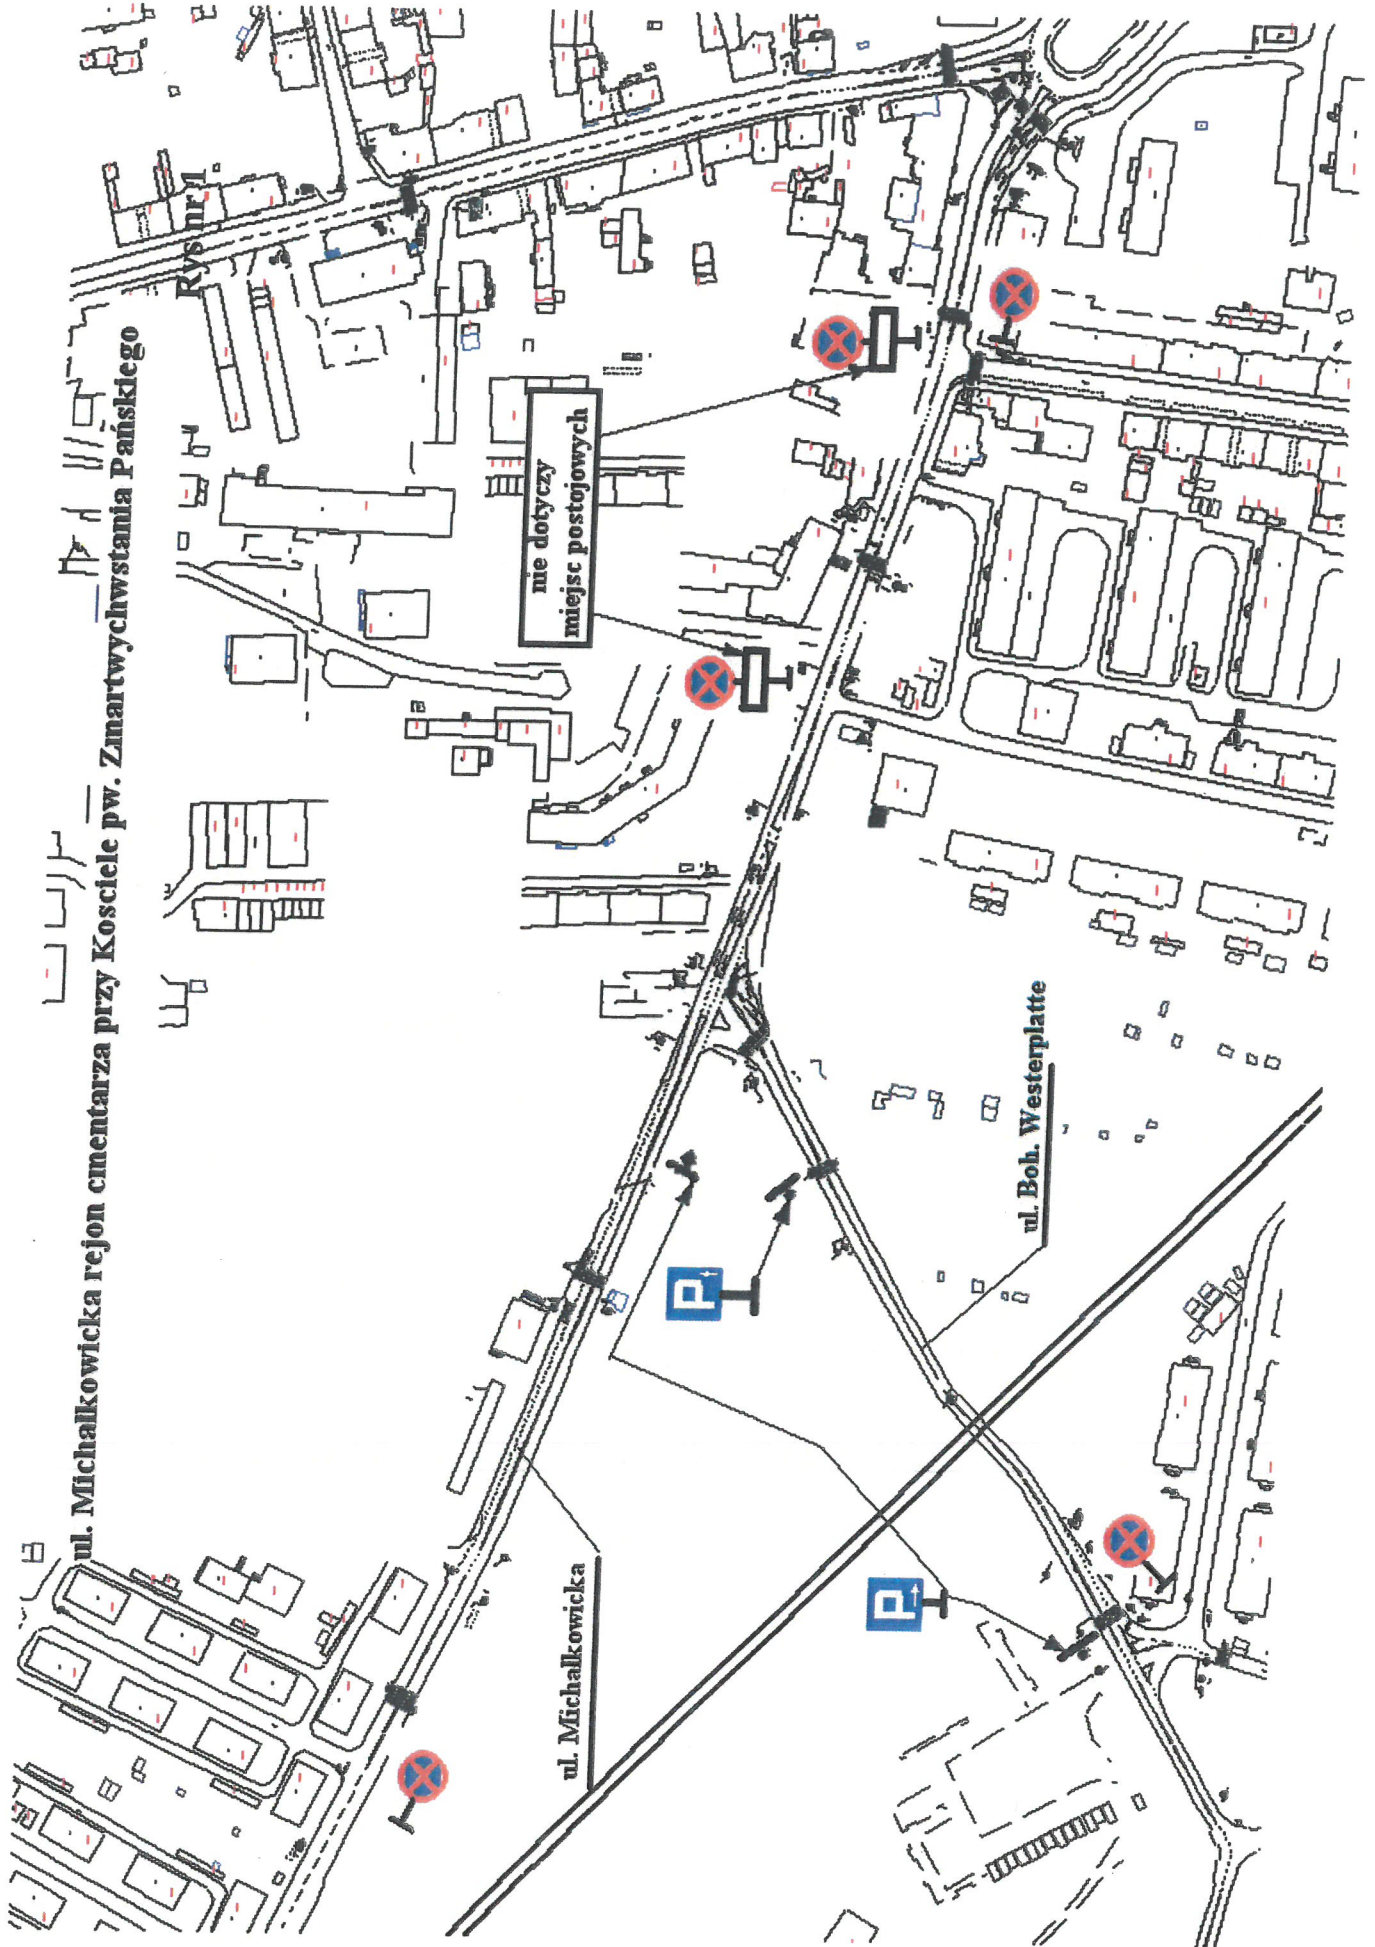 Rys nr 1.
ul. Michałkowicka rejon cmentarza przy Kosciele pw. Zmartwychwstania Pańskiego
nie dotyczy
miejsc postojowych
P
P
ul. Boh. Westerplatte
ul. Michałkowicka